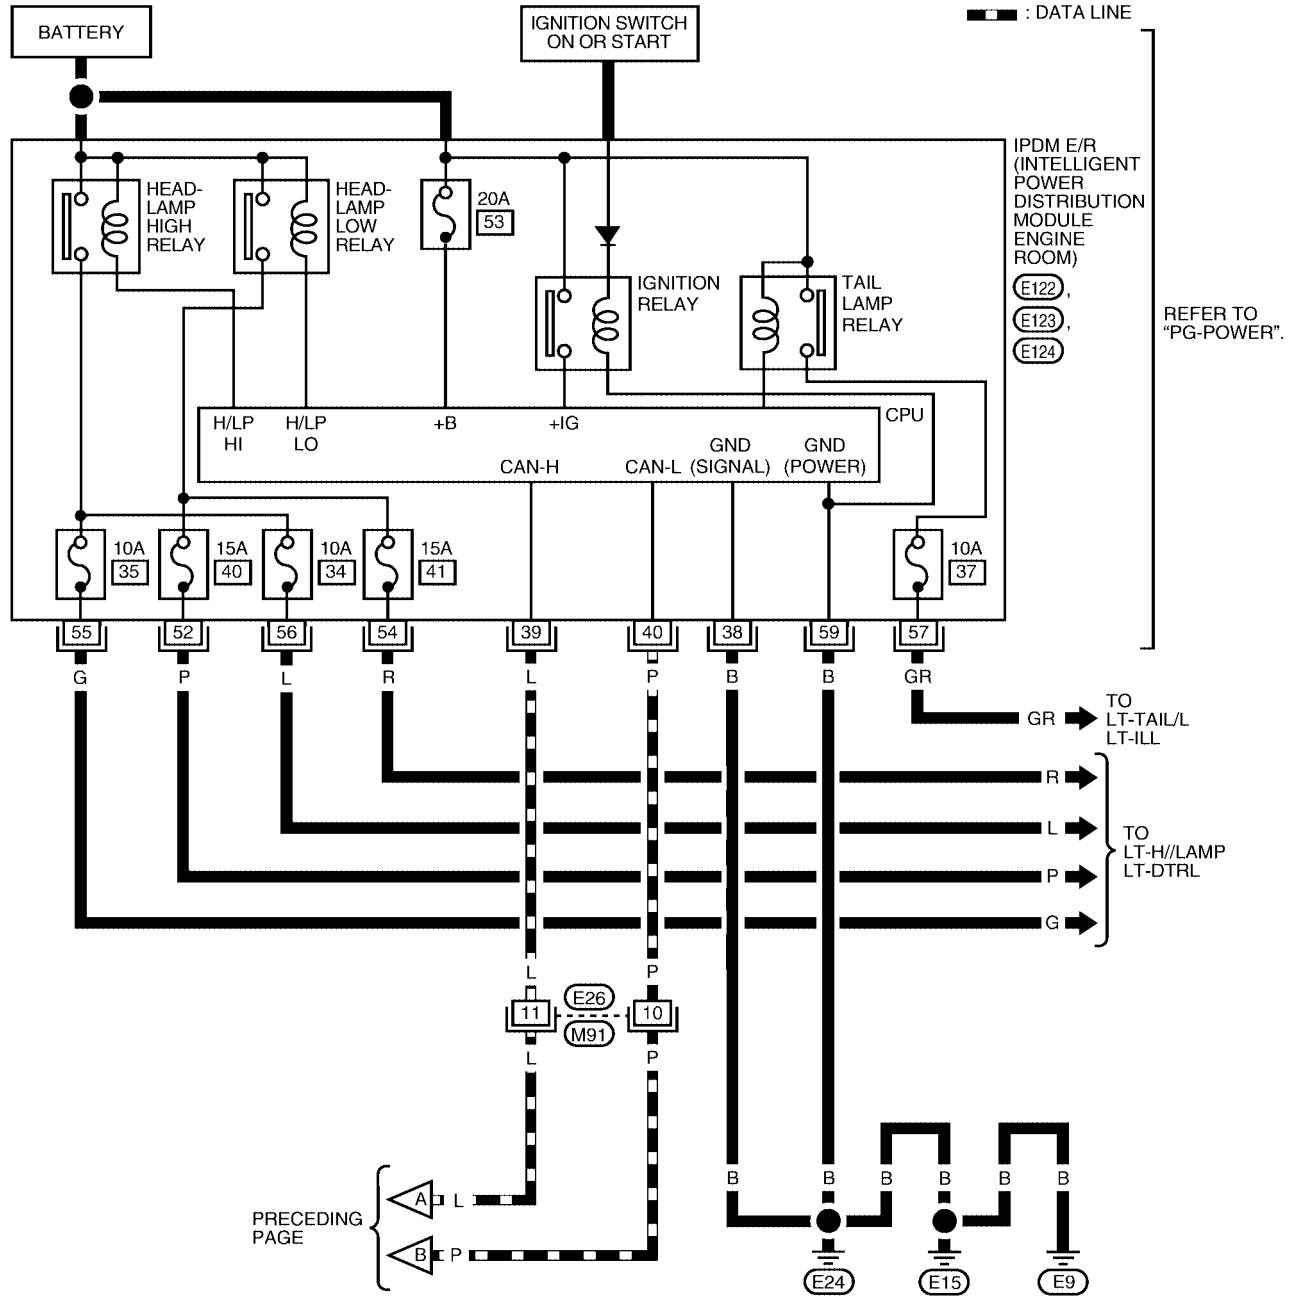 BATTERY
IGNITION SWITCH
ON OR START
: DATA LINE
HEAD-
LAMP
HIGH
RELAY
HEAD-
LAMP
LOW
RELAY
20A
53
IGNITION
RELAY
TAIL
LAMP
RELAY
IPDM E/R
(INTELLIGENT
POWER
DISTRIBUTION
MODULE
ENGINE
ROOM)
E122 ,
E123 ,
E124
REFER TO
“PG-POWER”.
H/LP
HI
H/LP
LO
+B
+IG
CPU
CAN-H
CAN-L
GND
(SIGNAL)
GND
(POWER)
10A
35
15A
40
10A
34
15A
41
10A
37
55
52
56
54
39
40
38
59
57
G
P
L
R
L
P
B
B
GR
GR
TO
LT-TAIL/L
LT-ILL
R
L
P
G
TO
LT-H//LAMP
LT-DTRL
L
P
11
E26
M91
10
L
P
B
B
B
B
B
B
PRECEDING
PAGE
A
L
B
P
E24
E15
E9